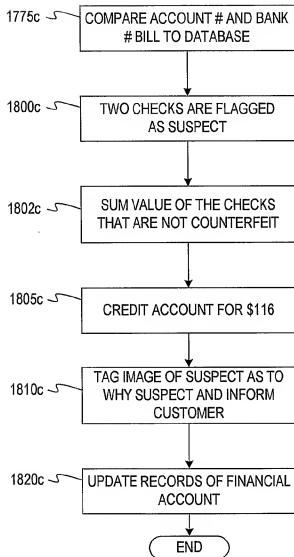 1775c
COMPARE ACCOUNT # AND BANK
# BILL TO DATABASE
1800c
TWO CHECKS ARE FLAGGED
AS SUSPECT
1802c
SUM VALUE OF THE CHECKS
THAT ARE NOT COUNTERFEIT
1805c
CREDIT ACCOUNT FOR $116
1810c
TAG IMAGE OF SUSPECT AS TO
WHY SUSPECT AND INFORM
CUSTOMER
1820c
UPDATE RECORDS OF FINANCIAL
ACCOUNT
END